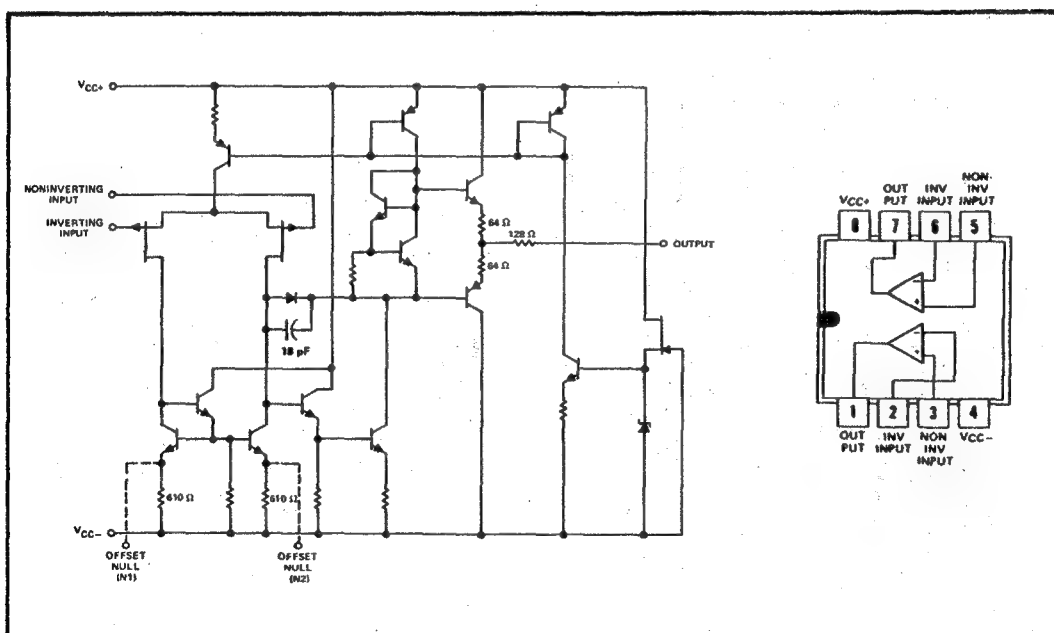 VCC+
NONINVERTING
INPUT
INVERTING
INPUT
64 Ω
128 Ω
OUTPUT
64 Ω
18 pF
610 Ω
610 Ω
VCC−
OFFSET
NULL
(N1)
OFFSET
NULL
(N2)
VCC+
OUT
PUT
INV
INPUT
NON-
INV
INPUT
8
7
6
5
−
+
−
+
1
2
3
4
OUT
PUT
INV
INPUT
NON
INV
INPUT
VCC−